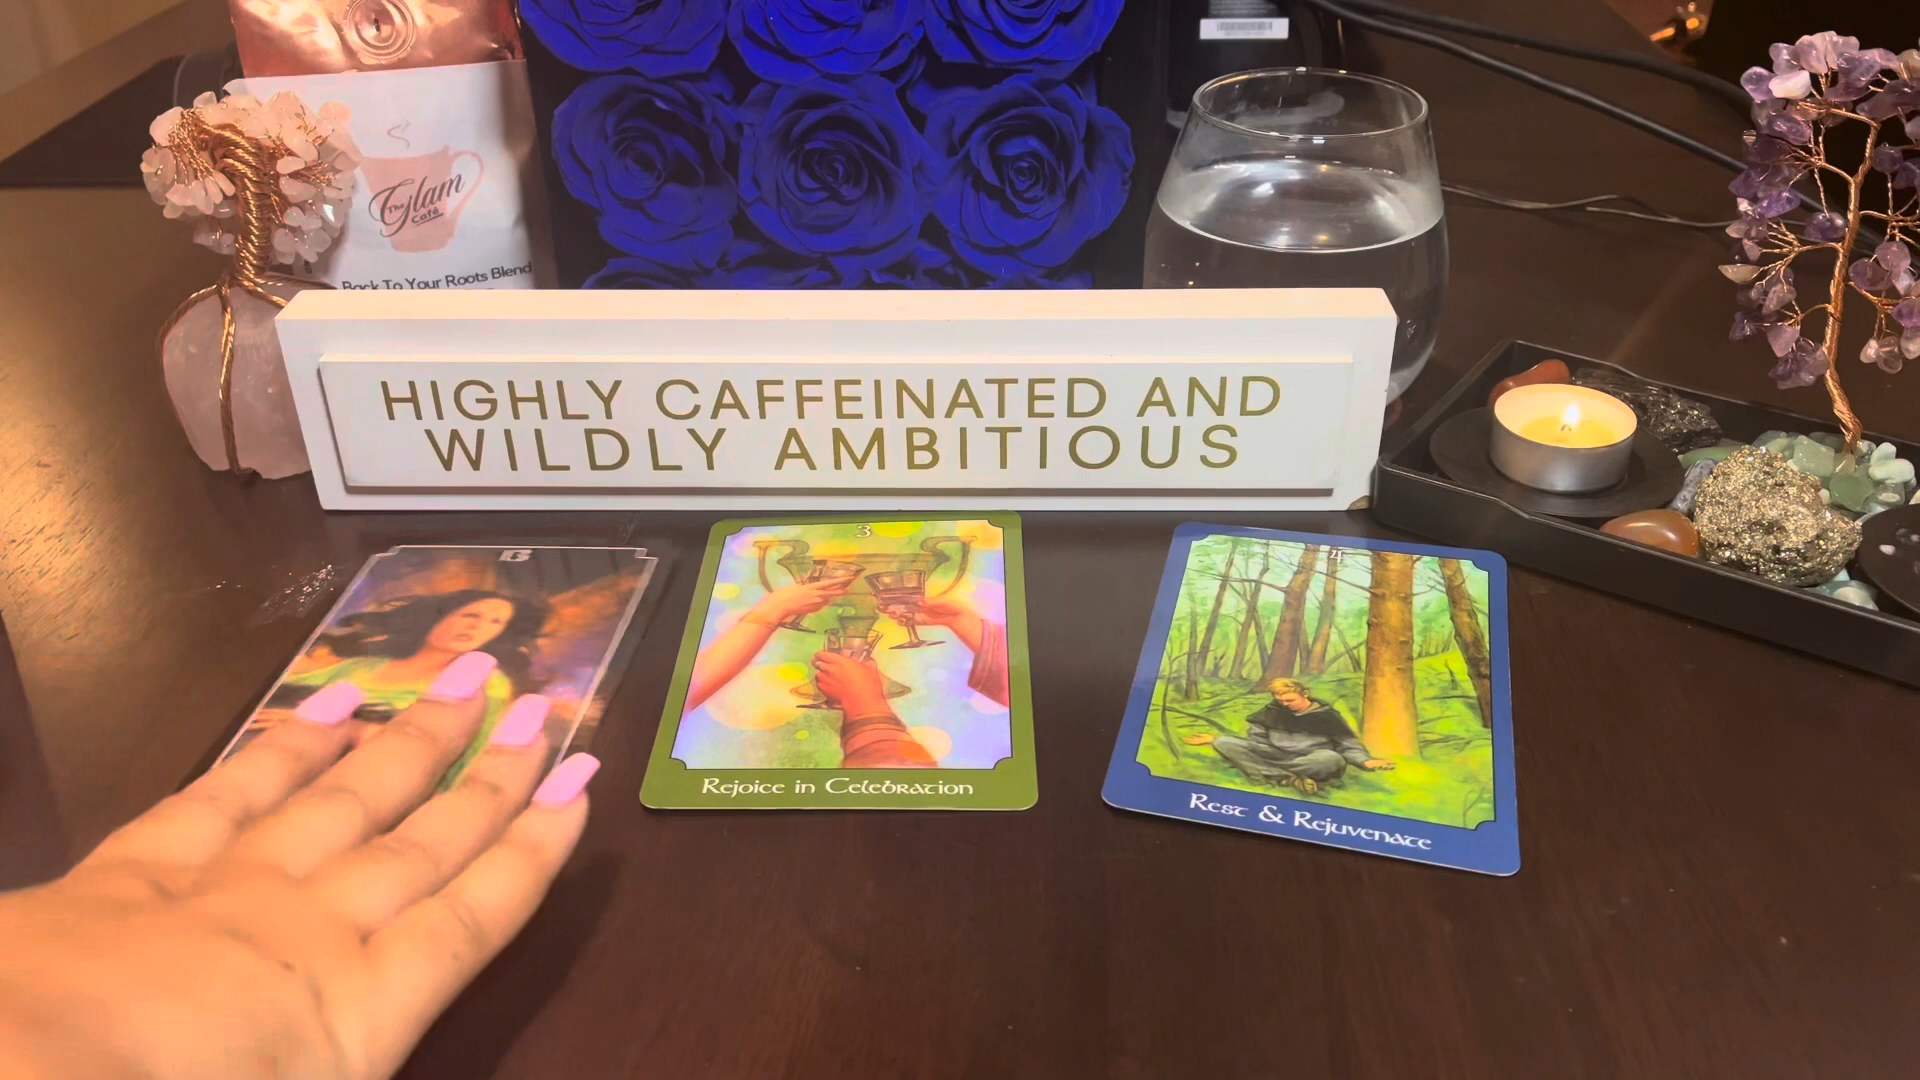 The
Glam
Café
Back To Your Roots Blend
HIGHLY CAFFEINATED AND
WILDLY AMBITIOUS
3
Rejoice in Celebration
4
Rest & Rejuvenate